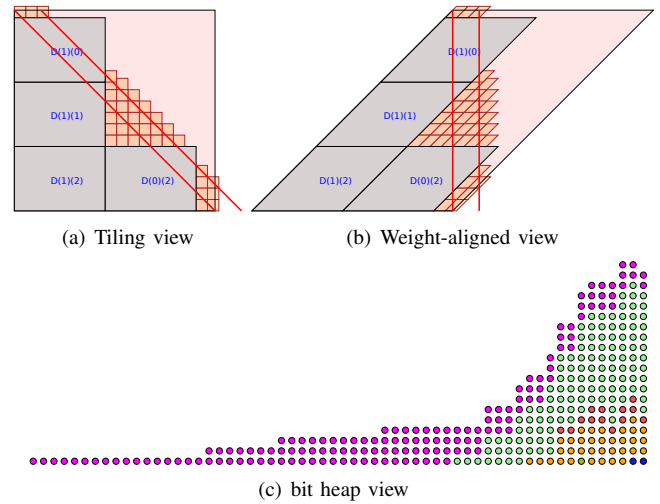 D(1)(0)
D(1)(1)
D(1)(2)
D(0)(2)
D(1)(0)
D(1)(1)
D(1)(2)
D(0)(2)
(a) Tiling view
(b) Weight-aligned view
(c) bit heap view